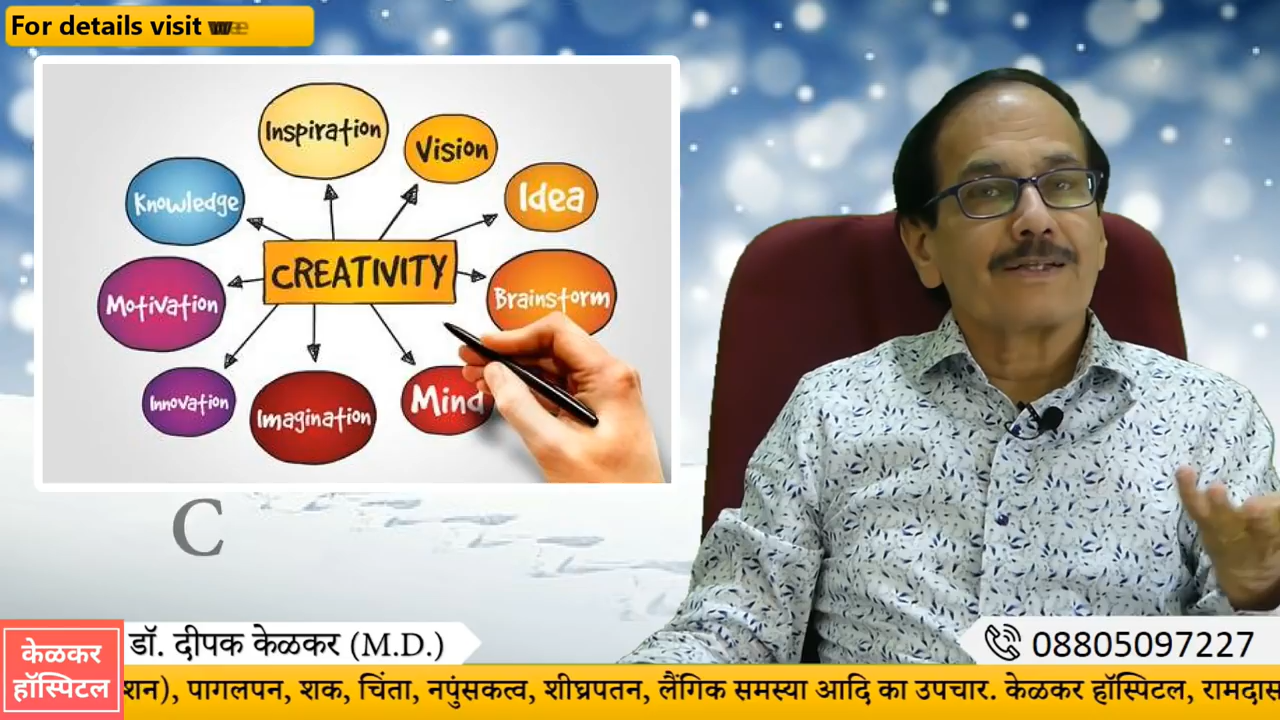 For details visit
Inspiration
Vision
Idea
Knowledge
CREATIVITY
Motivation
Brainstorm
Innovation
Imagination
Mind
C
डॉ. दीपक केळकर (M.D.)
08805097227
केळकर
हॉस्पिटल
शन), पागलपन, शक, चिंता, नपुंसकत्व, शीघ्रपतन, लैंगिक समस्या आदि का उपचार. केळकर हॉस्पिटल, रामदास